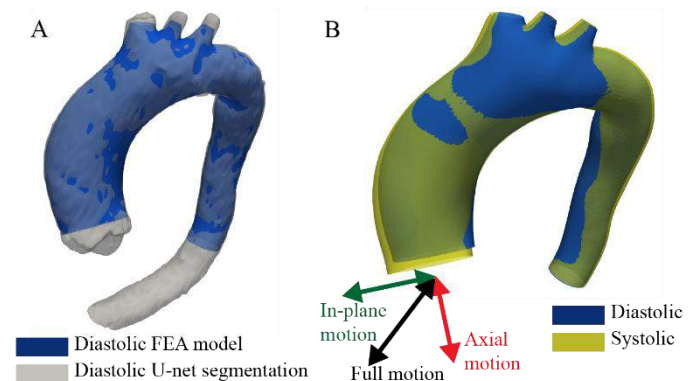 A
B
In-plane
motion
Full motion
Axial
motion
Diastolic FEA model
Diastolic U-net segmentation
Diastolic
Systolic